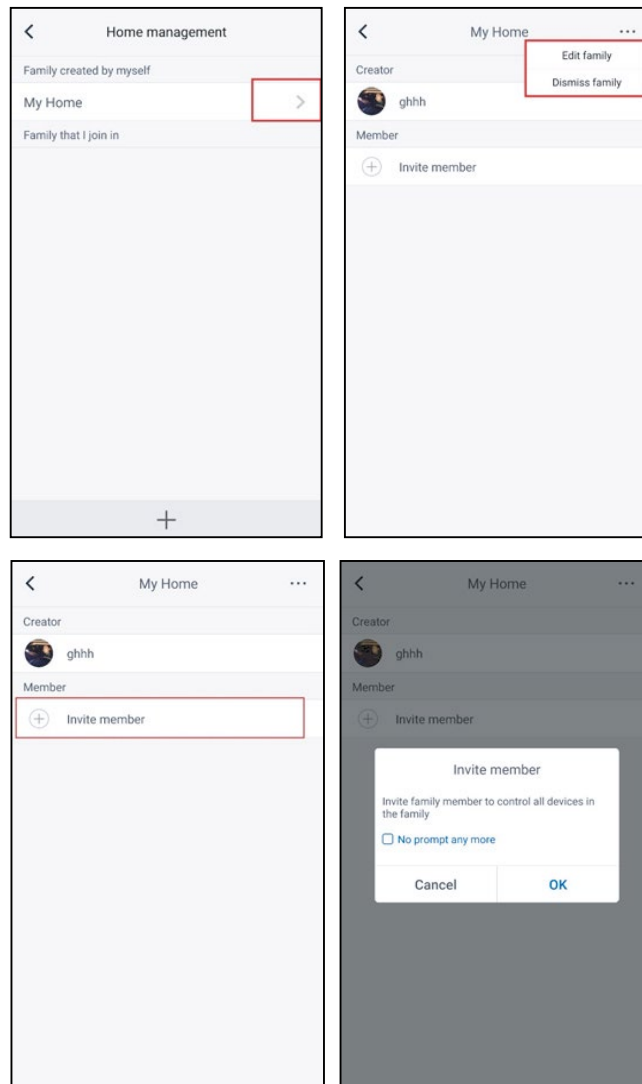 Home management
Family created by myself
My Home
Family that I join in
My Home
Edit family
Dismiss family
Creator
ghhh
Member
Invite member
My Home
Creator
ghhh
Member
Invite member
My Home
Creator
ghhh
Member
Invite member
Invite member
Invite family member to control all devices in
the family
No prompt any more
Cancel OK